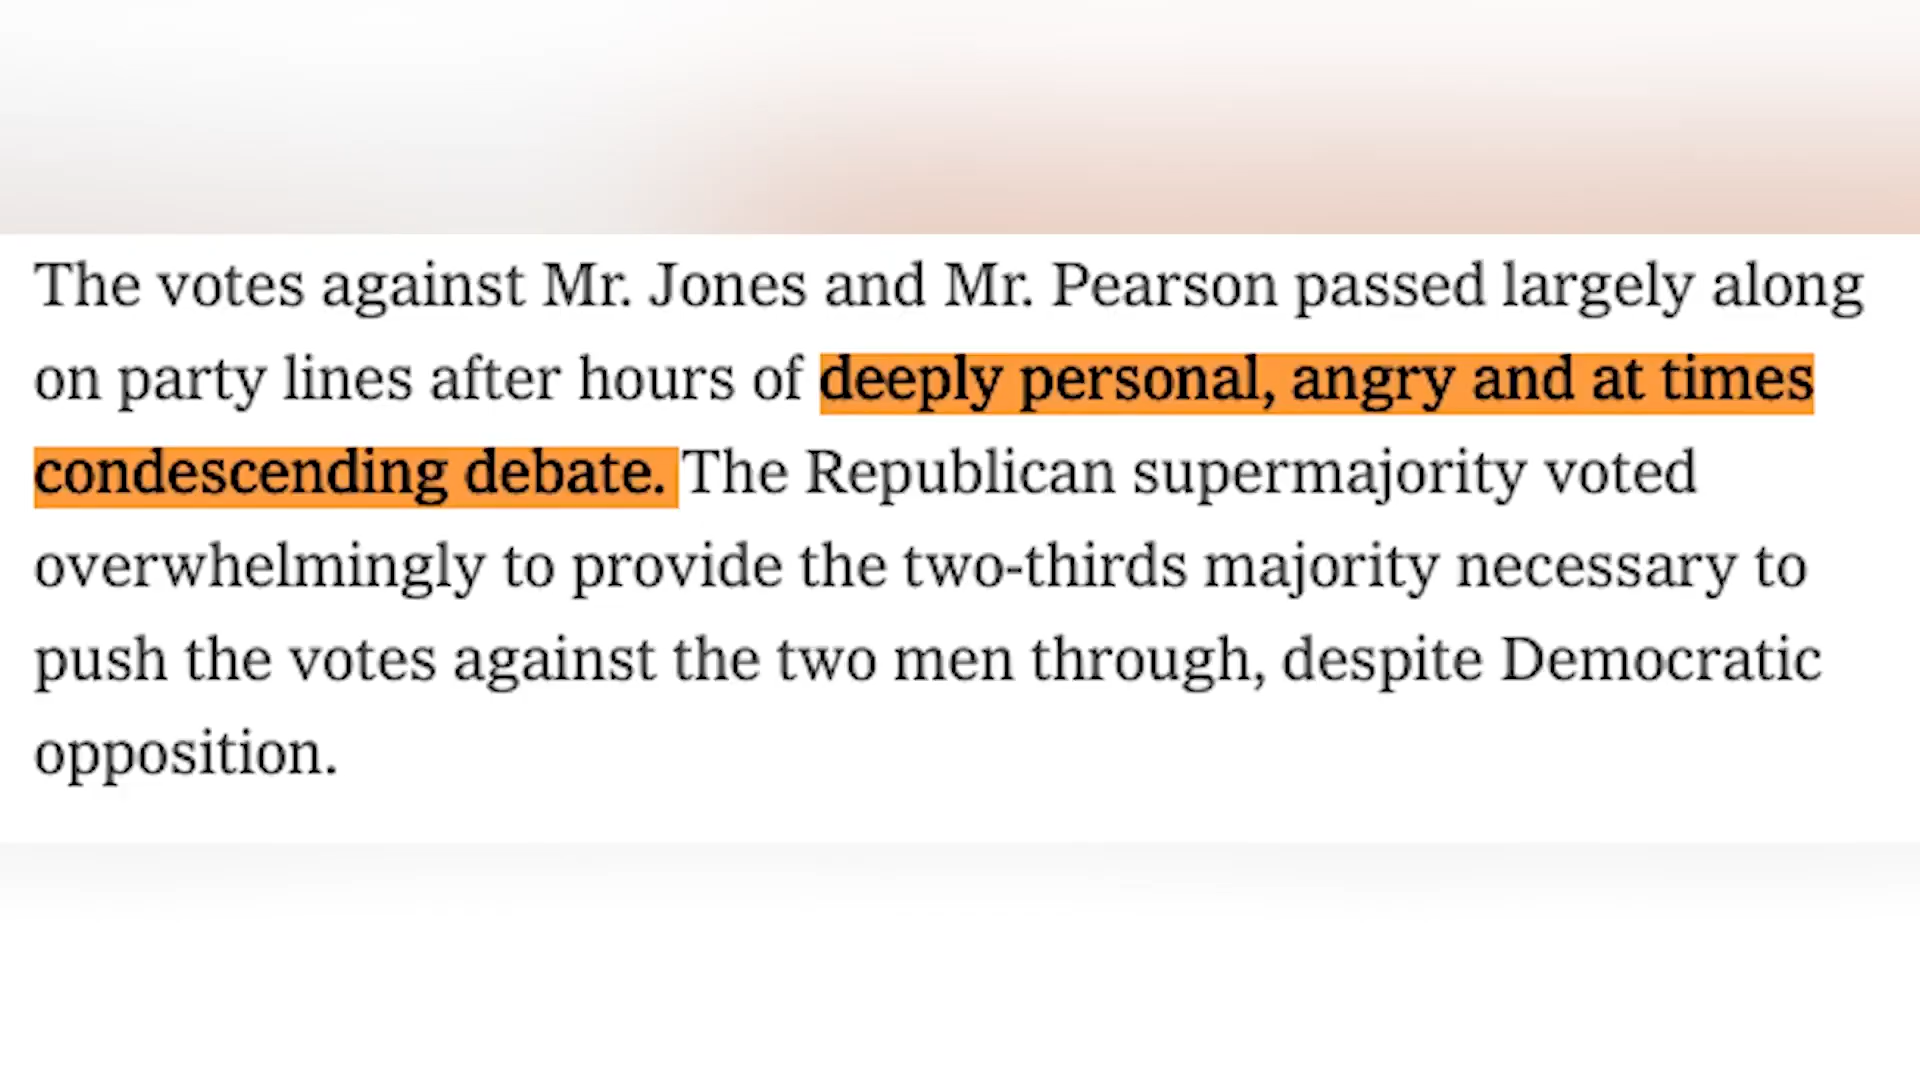 The votes against Mr. Jones and Mr. Pearson passed largely along
on party lines after hours of deeply personal, angry and at times
condescending debate. The Republican supermajority voted
overwhelmingly to provide the two-thirds majority necessary to
push the votes against the two men through, despite Democratic
opposition.